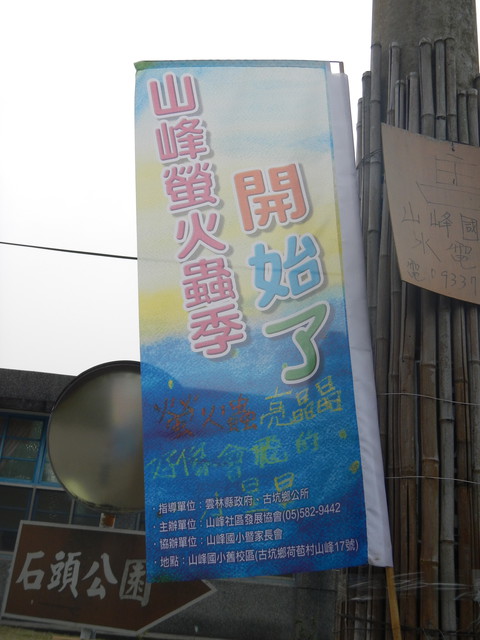 山峰螢火蟲季
開始了
螢火蟲亮晶晶
好像會飛的
星星
指導單位：雲林縣政府、古坑鄉公所
主辦單位：山峰社區發展協會(05)582-9442
協辦單位：山峰國小暨家長會
地點：山峰國小舊校區(古坑鄉荷苞村山峰17號)
石頭公園
山峰國
火
電